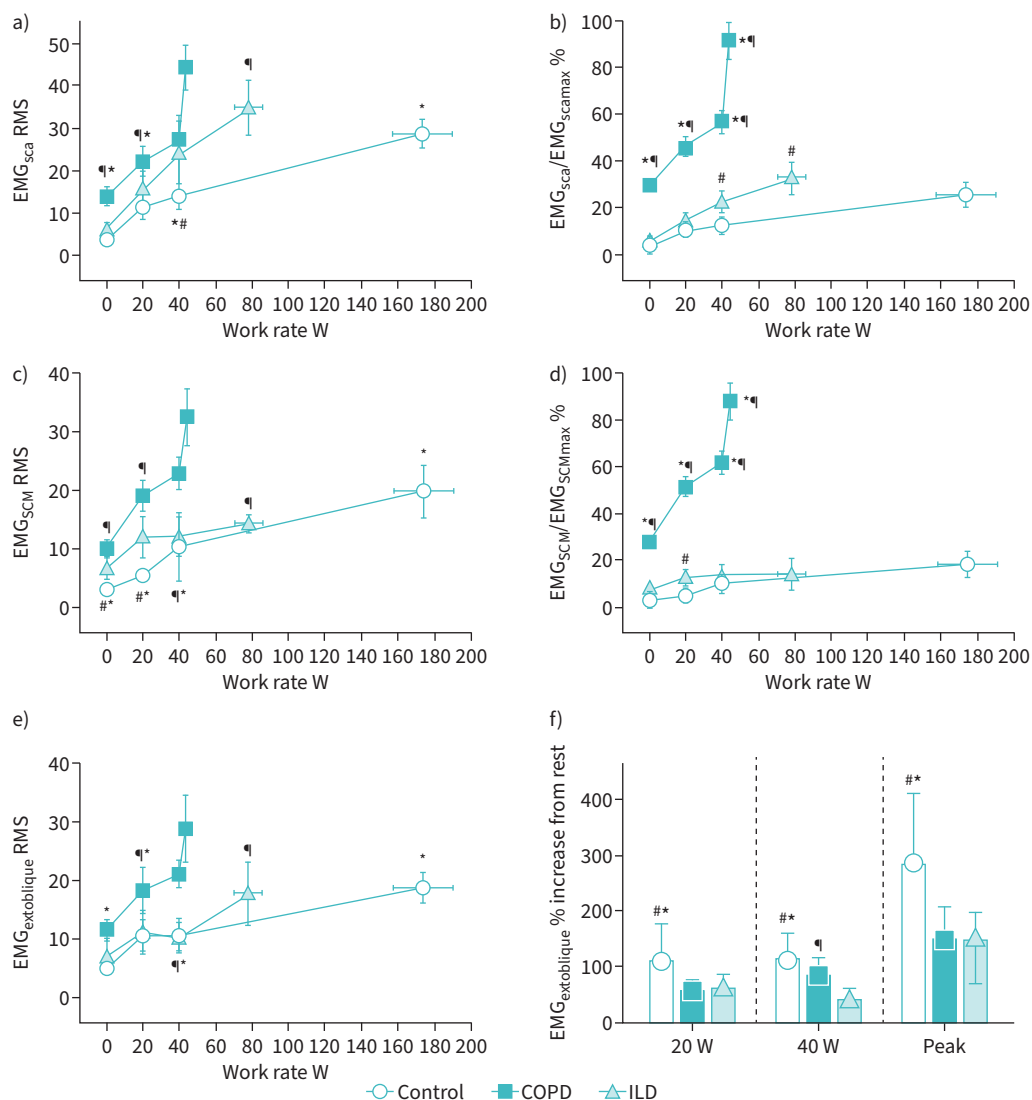 a)
EMGsca RMS
50
40
30
20
10
0
¶*
¶*
*#
¶
*
0 20 40 60 80 100 120 140 160 180 200
Work rate W
b)
EMGsca/EMGscamax %
100
80
60
40
20
0
*¶
*¶
*¶
*¶
#
#
0 20 40 60 80 100 120 140 160 180 200
Work rate W
c)
EMGSCM RMS
40
30
20
10
0
¶
¶
¶
*
#*
#*
¶*
0 20 40 60 80 100 120 140 160 180 200
Work rate W
d)
EMGSCM/EMGSCMmax %
100
80
60
40
20
0
*¶
*¶
*¶
*¶
#
0 20 40 60 80 100 120 140 160 180 200
Work rate W
e)
EMGextoblique RMS
40
30
20
10
0
*
¶*
¶*
¶
*
0 20 40 60 80 100 120 140 160 180 200
Work rate W
f)
EMGextoblique % increase from rest
400
300
200
100
0
#*
#*
¶
#*
20 W 40 W Peak
Control COPD ILD